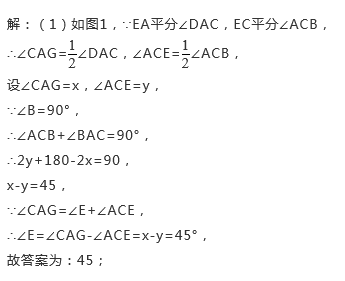 解：（1）如图1，∵EA平分∠DAC，EC平分∠ACB，
∴∠CAG=\frac{1}{2}∠DAC，∠ACE=\frac{1}{2}∠ACB，
设∠CAG=x，∠ACE=y，
∵∠B=90°，
∴∠ACB+∠BAC=90°，
∴2y+180-2x=90，
x-y=45，
∵∠CAG=∠E+∠ACE，
∴∠E=∠CAG-∠ACE=x-y=45°，
故答案为：45；